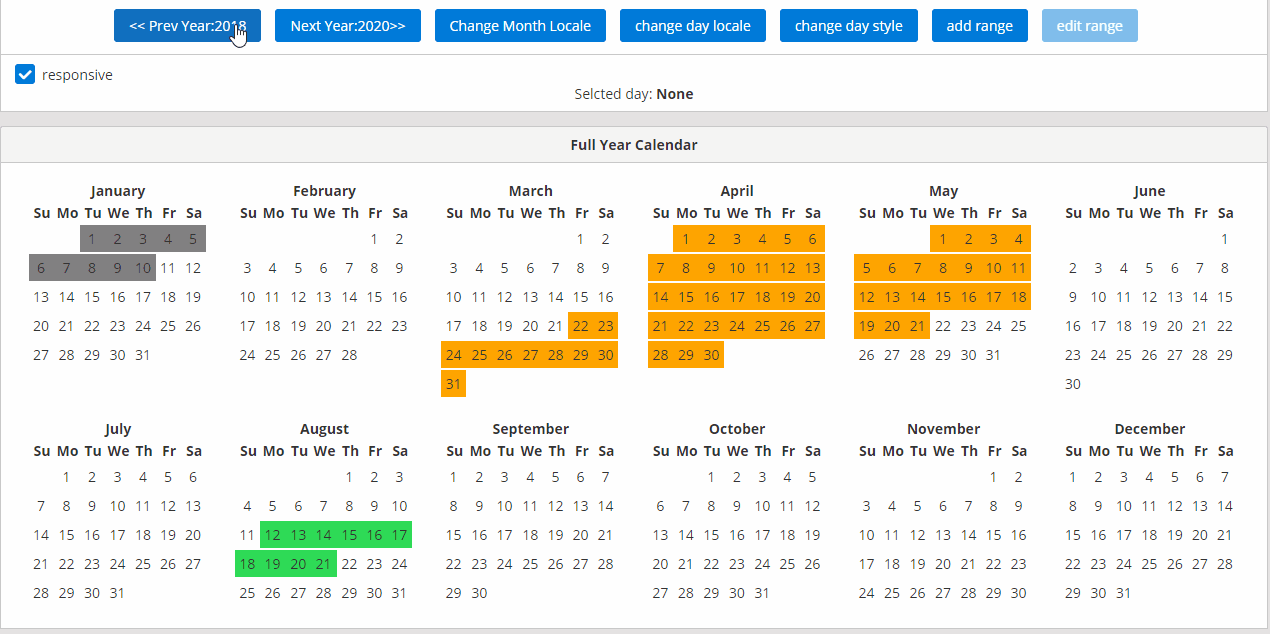 << Prev Year:2018 Next Year:2020>> Change Month Locale change day locale change day style add range edit range
responsive
Selcted day: None
Full Year Calendar
January February March April May June
Su Mo Tu We Th Fr Sa Su Mo Tu We Th Fr Sa Su Mo Tu We Th Fr Sa Su Mo Tu We Th Fr Sa Su Mo Tu We Th Fr Sa Su Mo Tu We Th Fr Sa
1 2 3 4 5 1 2 1 2 1 2 3 4 5 6 1 2 3 4 1
6 7 8 9 10 11 12 3 4 5 6 7 8 9 3 4 5 6 7 8 9 7 8 9 10 11 12 13 5 6 7 8 9 10 11 2 3 4 5 6 7 8
13 14 15 16 17 18 19 10 11 12 13 14 15 16 10 11 12 13 14 15 16 14 15 16 17 18 19 20 12 13 14 15 16 17 18 9 10 11 12 13 14 15
20 21 22 23 24 25 26 17 18 19 20 21 22 23 17 18 19 20 21 22 23 21 22 23 24 25 26 27 19 20 21 22 23 24 25 16 17 18 19 20 21 22
27 28 29 30 31 24 25 26 27 28 24 25 26 27 28 29 30 28 29 30 26 27 28 29 30 31 23 24 25 26 27 28 29
31 30
July August September October November December
Su Mo Tu We Th Fr Sa Su Mo Tu We Th Fr Sa Su Mo Tu We Th Fr Sa Su Mo Tu We Th Fr Sa Su Mo Tu We Th Fr Sa Su Mo Tu We Th Fr Sa
1 2 3 4 5 6 1 2 3 1 2 3 4 5 6 7 1 2 3 4 5 1 2 1 2 3 4 5 6 7
7 8 9 10 11 12 13 4 5 6 7 8 9 10 8 9 10 11 12 13 14 6 7 8 9 10 11 12 3 4 5 6 7 8 9 8 9 10 11 12 13 14
14 15 16 17 18 19 20 11 12 13 14 15 16 17 15 16 17 18 19 20 21 13 14 15 16 17 18 19 10 11 12 13 14 15 16 15 16 17 18 19 20 21
21 22 23 24 25 26 27 18 19 20 21 22 23 24 22 23 24 25 26 27 28 20 21 22 23 24 25 26 17 18 19 20 21 22 23 22 23 24 25 26 27 28
28 29 30 31 25 26 27 28 29 30 31 29 30 27 28 29 30 31 24 25 26 27 28 29 30 29 30 31